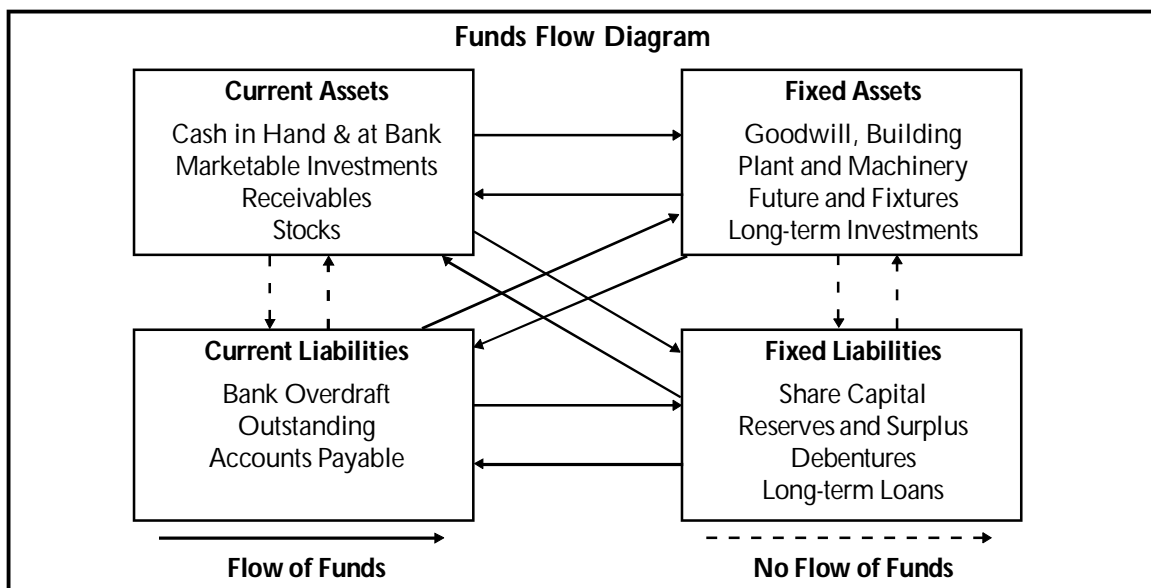 Funds Flow Diagram
Current Assets
Cash in Hand & at Bank
Marketable Investments
Receivables
Stocks
Fixed Assets
Goodwill, Building
Plant and Machinery
Future and Fixtures
Long-term Investments
Current Liabilities
Bank Overdraft
Outstanding
Accounts Payable
Fixed Liabilities
Share Capital
Reserves and Surplus
Debentures
Long-term Loans
Flow of Funds
No Flow of Funds